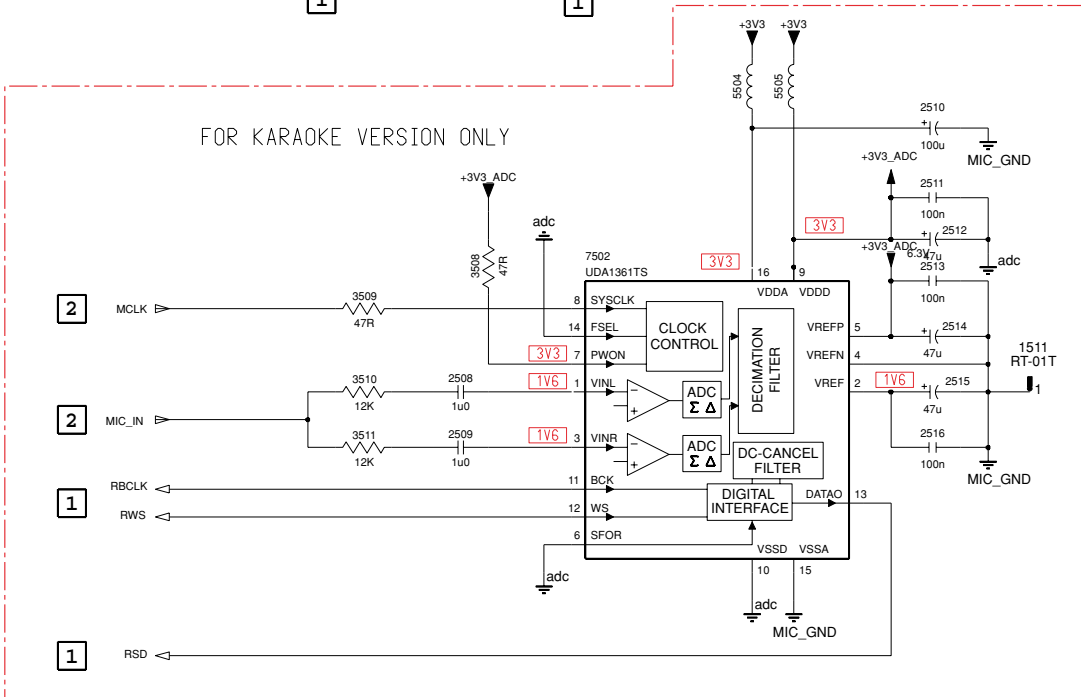 1
1
+3V3
+3V3
5504
5505
2510
+
100u
MIC_GND
FOR KARAOKE VERSION ONLY
+3V3_ADC
+3V3_ADC
2511
100n
adc
3V3
+ 2512
47u
6.3V
+3V3_ADC
adc
3508
47R
7502
UDA1361TS
3V3
16
9
VDDA
VDDD
2513
100n
2
MCLK
3509
47R
8
SYSCLK
14
FSEL
CLOCK
CONTROL
3V3
7
PWON
DECIMATION
FILTER
VREFP
5
+ 2514
47u
VREFN
4
1511
RT-01T
1
2
MIC_IN
3510
12K
2508
1u0
1V6
1
VINL
−
+
ADC
Σ Δ
VREF
2
1V6
+ 2515
47u
3511
12K
2509
1u0
1V6
3
VINR
−
+
ADC
Σ Δ
2516
100n
MIC_GND
DC-CANCEL
FILTER
1
RBCLK
11
BCK
RWS
12
WS
DIGITAL
INTERFACE
DATAO
13
6
SFOR
adc
VSSD
VSSA
10
15
adc
MIC_GND
1
RSD